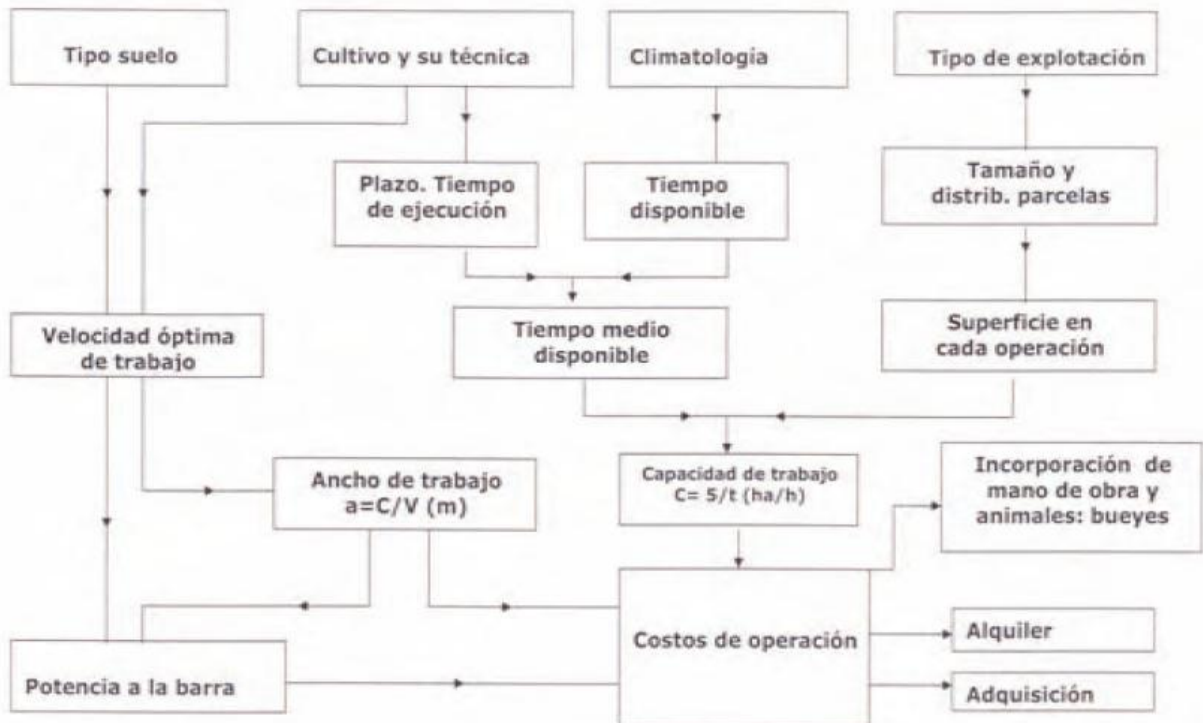 Tipo suelo
Cultivo y su técnica
Climatología
Tipo de explotación
Plazo. Tiempo
de ejecución
Tiempo
disponible
Tamaño y
distrib. parcelas
Velocidad óptima
de trabajo
Tiempo medio
disponible
Superficie en
cada operación
Ancho de trabajo
a=C/V (m)
Capacidad de trabajo
C= 5/t (ha/h)
Incorporación de
mano de obra y
animales: bueyes
Potencia a la barra
Costos de operación
Alquiler
Adquisición